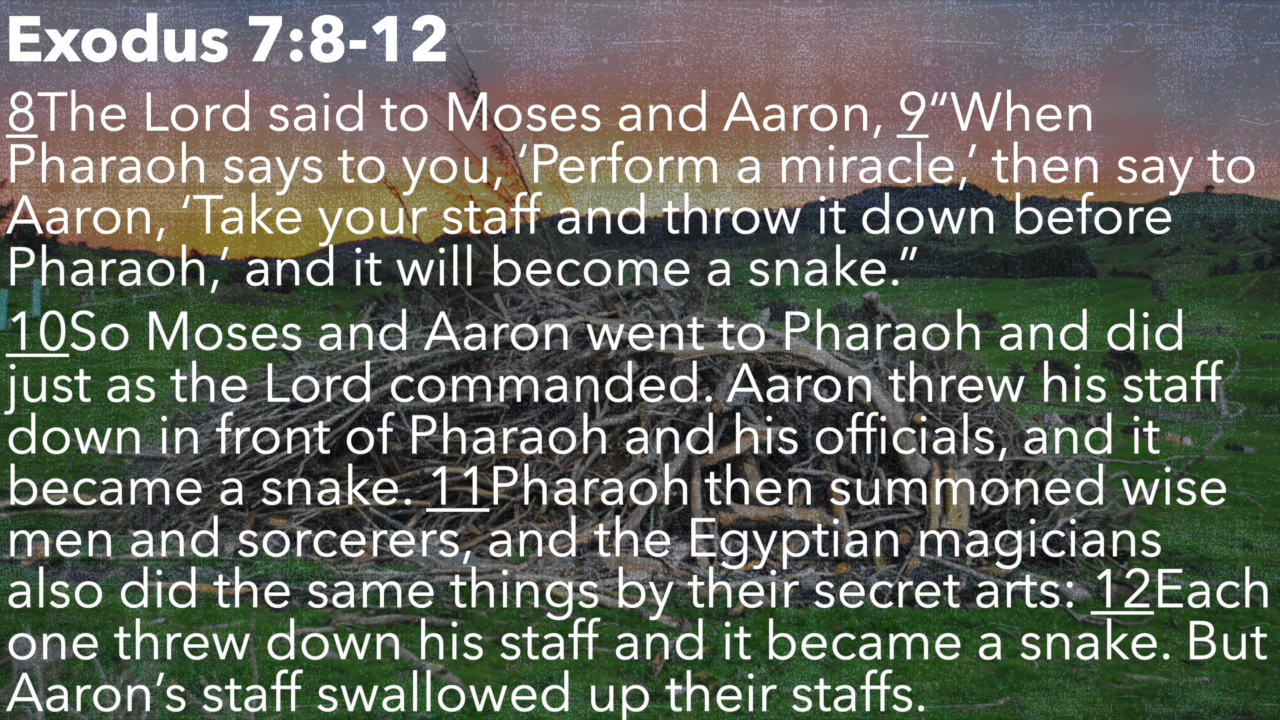 Exodus 7:8-12
8The Lord said to Moses and Aaron, 9“When
Pharaoh says to you, ‘Perform a miracle,’ then say to
Aaron, ‘Take your staff and throw it down before
Pharaoh,’ and it will become a snake.”
10So Moses and Aaron went to Pharaoh and did
just as the Lord commanded. Aaron threw his staff
down in front of Pharaoh and his officials, and it
became a snake. 11Pharaoh then summoned wise
men and sorcerers, and the Egyptian magicians
also did the same things by their secret arts: 12Each
one threw down his staff and it became a snake. But
Aaron’s staff swallowed up their staffs.